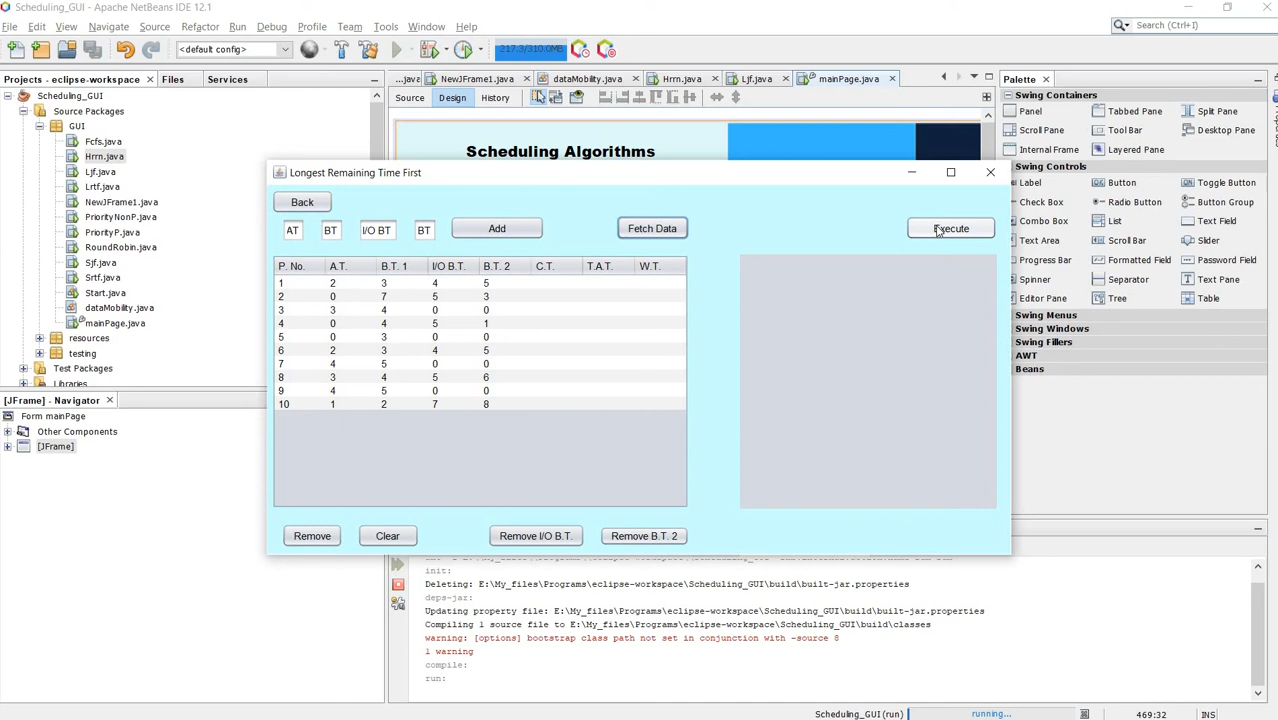 Scheduling_GUI - Apache NetBeans IDE 12.1
File Edit View Navigate Source Refactor Run Debug Profile Team Tools Window Help
Search (Ctrl+I)
<default config>
217.3/310.0MB
Projects - eclipse-workspace
Files
Services
Scheduling_GUI
Source Packages
GUI
Fcfs.java
Hrrn.java
Ljf.java
Lrtf.java
NewJFrame1.java
PriorityNonP.java
PriorityP.java
RoundRobin.java
Sjf.java
Srtf.java
Start.java
dataMobility.java
mainPage.java
resources
testing
Test Packages
Libraries
[JFrame] - Navigator
Form mainPage
Other Components
[JFrame]
...java
NewJFrame1.java
dataMobility.java
Hrrn.java
Ljf.java
mainPage.java
Source Design History
Scheduling Algorithms
Longest Remaining Time First
Back
AT BT I/O BT BT Add Fetch Data Execute
P. No. A.T. B.T. 1 I/O B.T. B.T. 2 C.T. T.A.T. W.T.
1 2 3 4 5
2 0 7 5 3
3 3 4 0 0
4 0 4 5 1
5 0 3 0 0
6 2 3 4 5
7 4 5 0 0
8 3 4 5 6
9 4 5 0 0
10 1 2 7 8
Remove Clear Remove I/O B.T. Remove B.T. 2
init:
Deleting: E:\My_files\Programs\eclipse-workspace\Scheduling_GUI\build\built-jar.properties
deps-jar:
Updating property file: E:\My_files\Programs\eclipse-workspace\Scheduling_GUI\build\built-jar.properties
Compiling 1 source file to E:\My_files\Programs\eclipse-workspace\Scheduling_GUI\build\classes
warning: [options] bootstrap class path not set in conjunction with -source 8
1 warning
compile:
run:
Palette
Swing Containers
Panel Tabbed Pane Split Pane
Scroll Pane Tool Bar Desktop Pane
Internal Frame Layered Pane
Swing Controls
Label Button Toggle Button
Check Box Radio Button Button Group
Combo Box List Text Field
Text Area Scroll Bar Slider
Progress Bar Formatted Field Password Field
Spinner Separator Text Pane
Editor Pane Tree Table
Swing Menus
Swing Windows
Swing Fillers
AWT
Beans
Scheduling_GUI (run) running... 469:32 INS